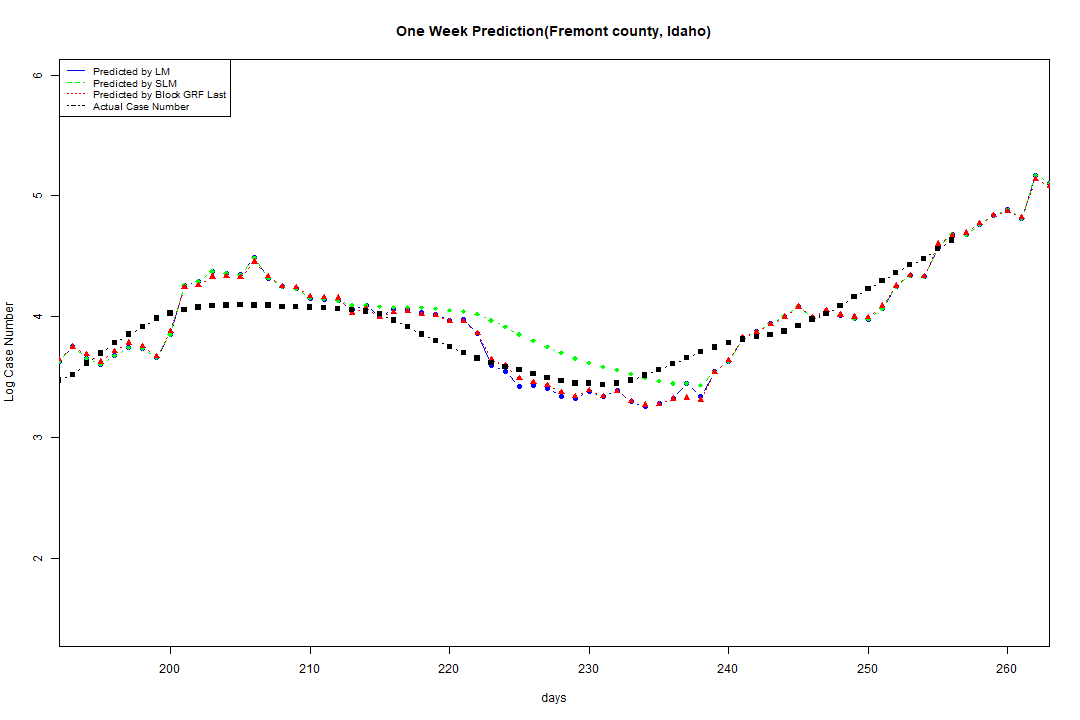 One Week Prediction(Fremont county, Idaho)
Predicted by LM
Predicted by SLM
Predicted by Block GRF Last
Actual Case Number
6
5
4
3
2
Log Case Number
200 210 220 230 240 250 260
days